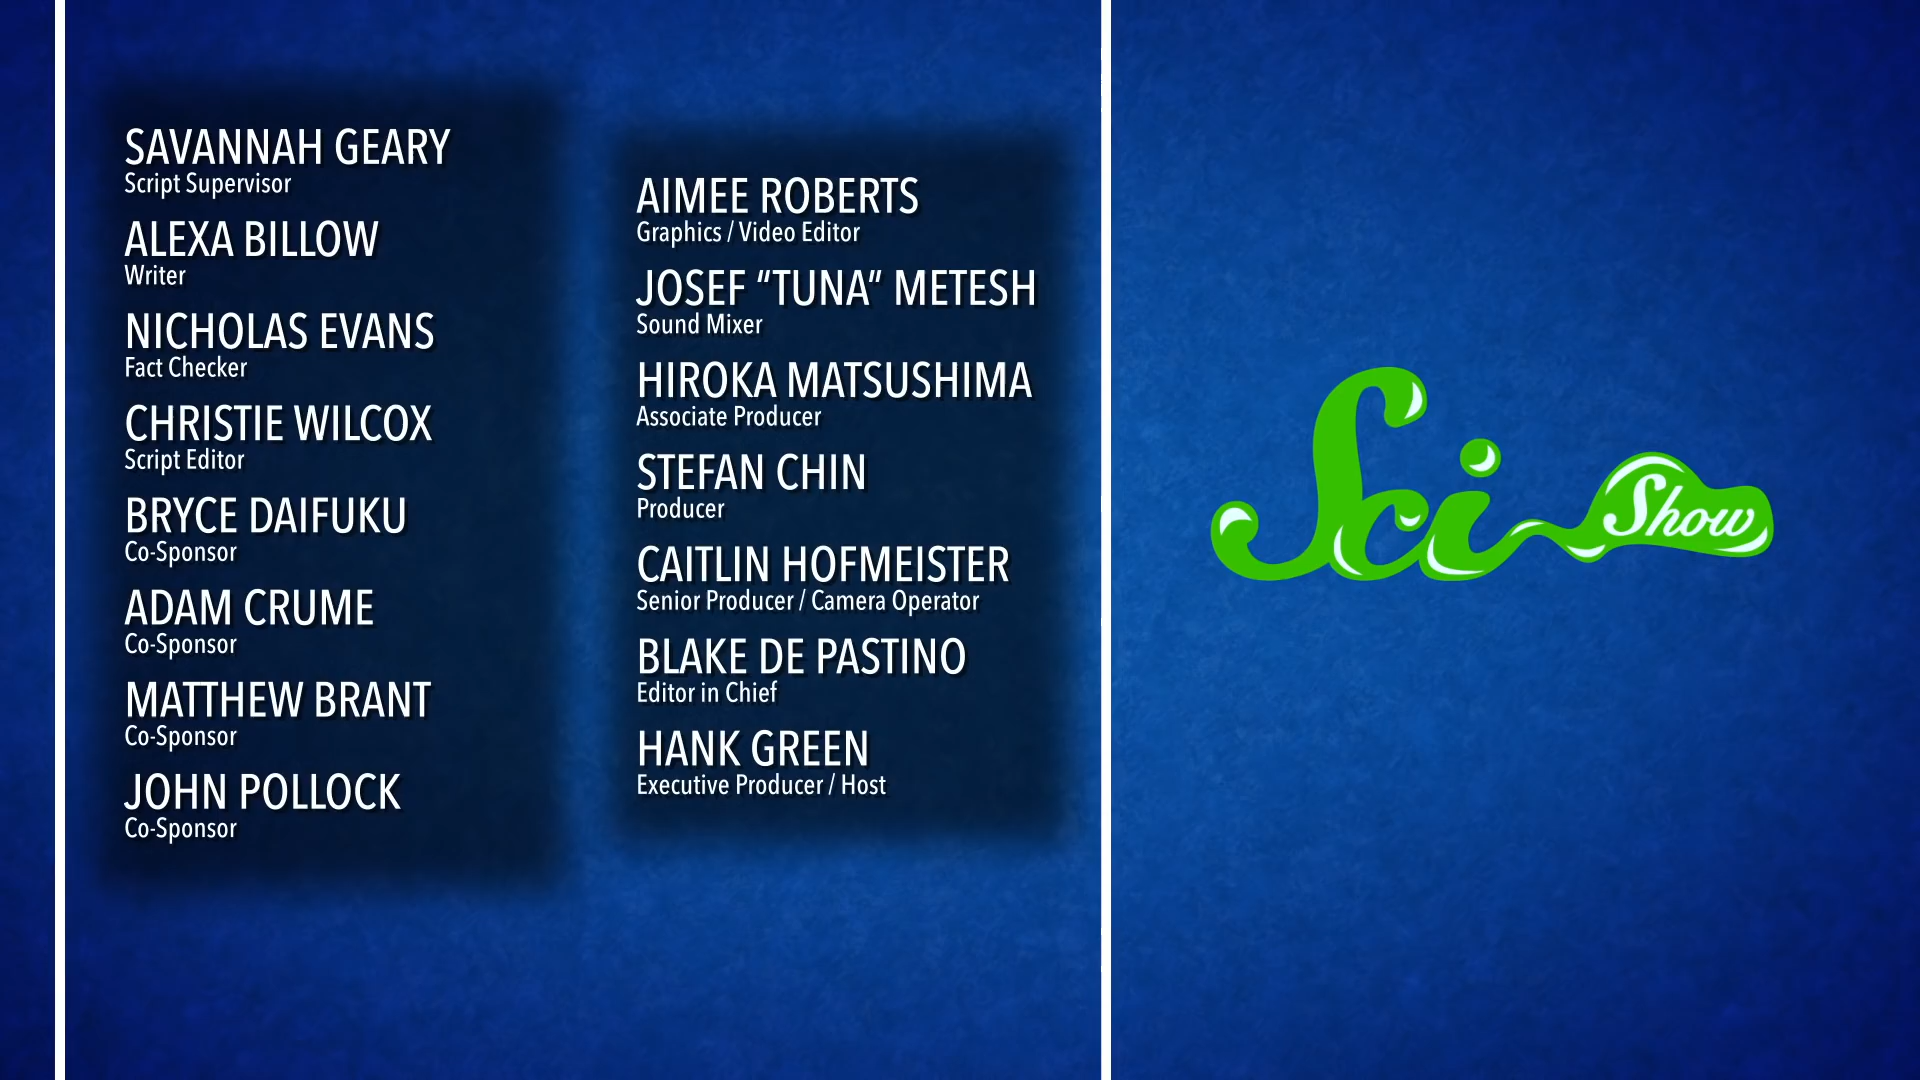 SAVANNAH GEARY
Script Supervisor
ALEXA BILLOW
Writer
NICHOLAS EVANS
Fact Checker
CHRISTIE WILCOX
Script Editor
BRYCE DAIFUKU
Co-Sponsor
ADAM CRUME
Co-Sponsor
MATTHEW BRANT
Co-Sponsor
JOHN POLLOCK
Co-Sponsor
AIMEE ROBERTS
Graphics / Video Editor
JOSEF “TUNA” METESH
Sound Mixer
HIROKA MATSUSHIMA
Associate Producer
STEFAN CHIN
Producer
CAITLIN HOFMEISTER
Senior Producer / Camera Operator
BLAKE DE PASTINO
Editor in Chief
HANK GREEN
Executive Producer / Host
Sci Show